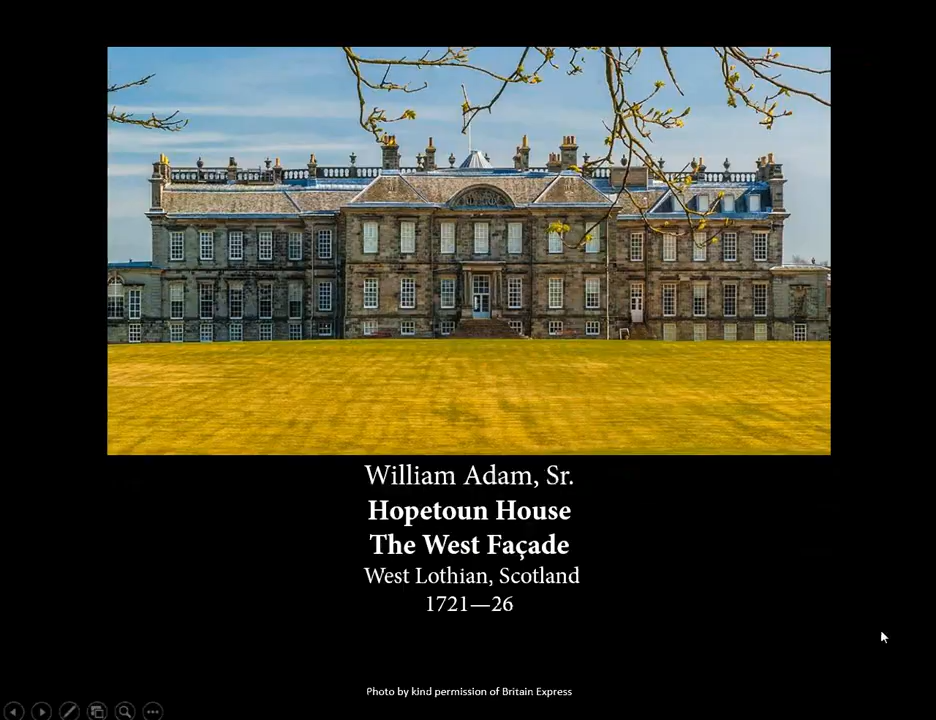 William Adam, Sr.
Hopetoun House
The West Façade
West Lothian, Scotland
1721—26
Photo by kind permission of Britain Express